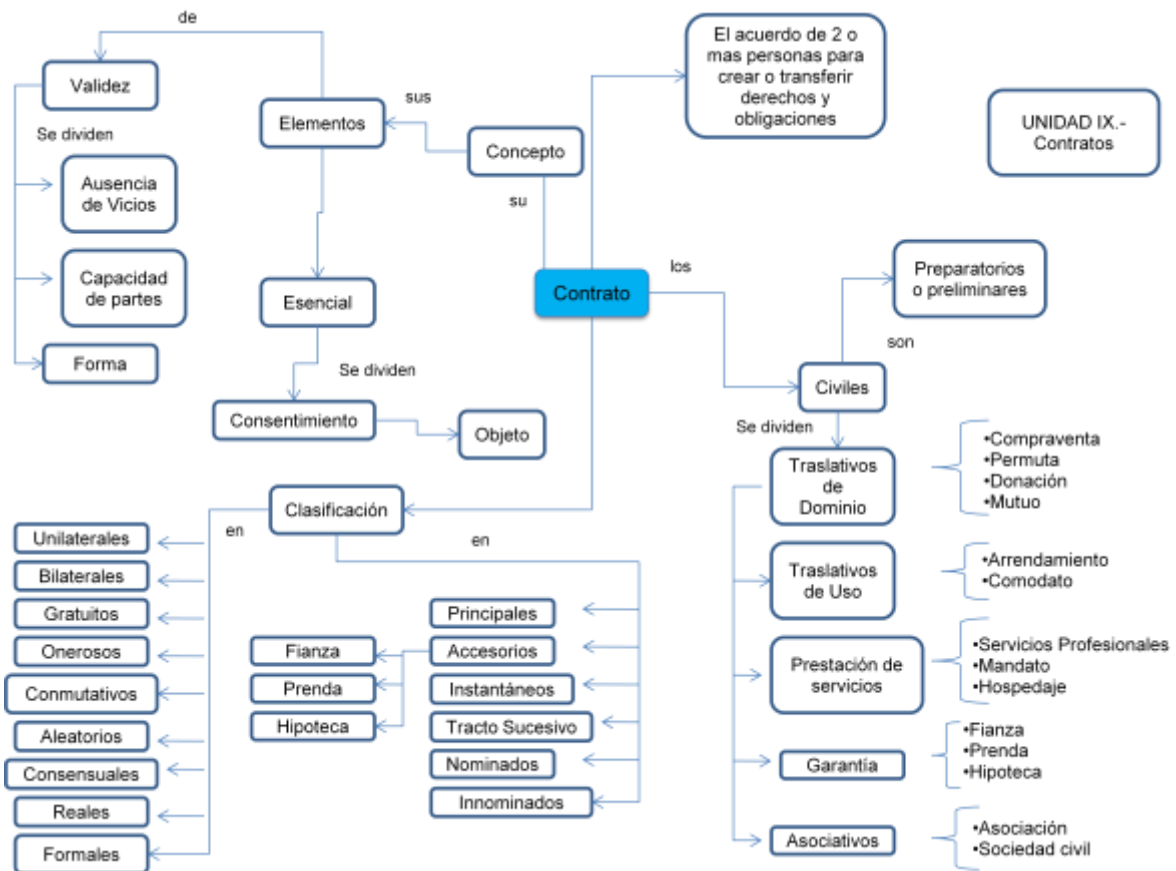 de
El acuerdo de 2 o
mas personas para
crear o transferir
derechos y
obligaciones
UNIDAD IX.-
Contratos
Validez
sus
Elementos
Concepto
Se dividen
su
Ausencia
de Vicios
Capacidad
de partes
Forma
Esencial
Contrato
los
Preparatorios
o preliminares
son
Se dividen
Civiles
Consentimiento
Objeto
Se dividen
Traslativos
de
Dominio
•Compraventa
•Permuta
•Donación
•Mutuo
Clasificación
en
en
Unilaterales
Bilaterales
Gratuitos
Onerosos
Conmutativos
Aleatorios
Consensuales
Reales
Formales
Principales
Accesorios
Instantáneos
Tracto Sucesivo
Nominados
Innominados
Fianza
Prenda
Hipoteca
Traslativos
de Uso
•Arrendamiento
•Comodato
Prestación de
servicios
•Servicios Profesionales
•Mandato
•Hospedaje
Garantía
•Fianza
•Prenda
•Hipoteca
Asociativos
•Asociación
•Sociedad civil